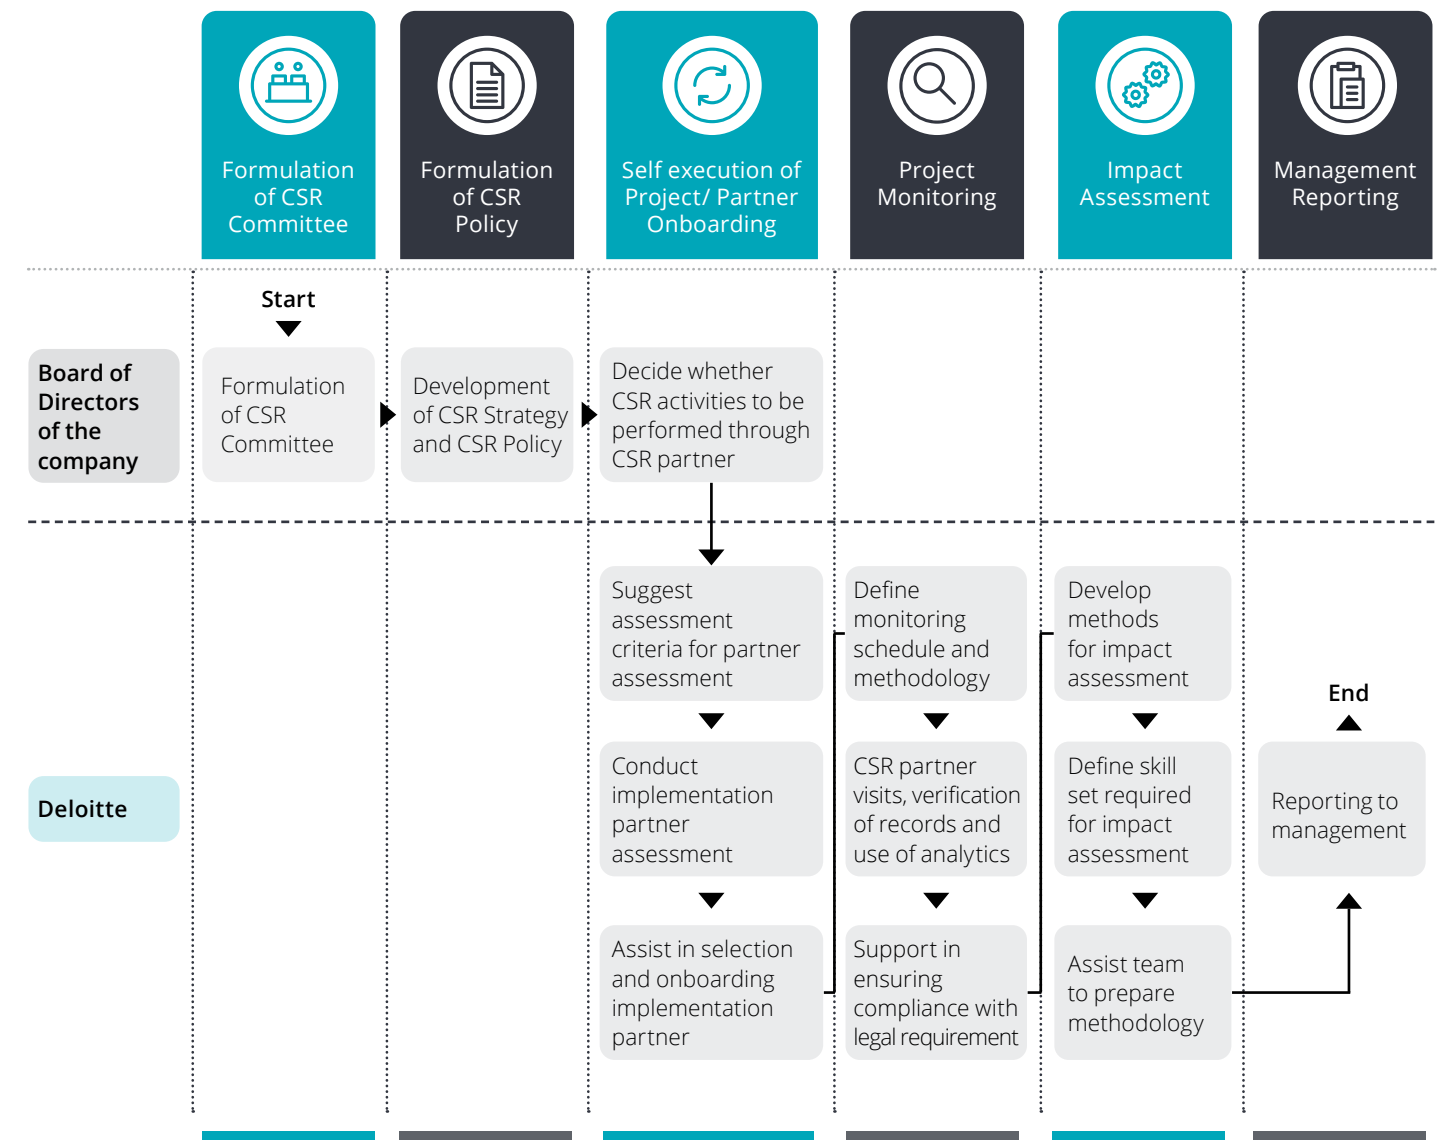 Formulation
of CSR
Committee
Formulation
of CSR
Policy
Self execution of
Project/ Partner
Onboarding
Project
Monitoring
Impact
Assessment
Management
Reporting
Start
Board of
Directors
of the
company
Formulation
of CSR
Committee
Development
of CSR Strategy
and CSR Policy
Decide whether
CSR activities to be
performed through
CSR partner
Deloitte
Suggest
assessment
criteria for partner
assessment
Conduct
implementation
partner
assessment
Assist in selection
and onboarding
implementation
partner
Define
monitoring
schedule and
methodology
CSR partner
visits, verification
of records and
use of analytics
Support in
ensuring
compliance with
legal requirement
Develop
methods
for impact
assessment
Define skill
set required
for impact
assessment
Assist team
to prepare
methodology
End
Reporting to
management